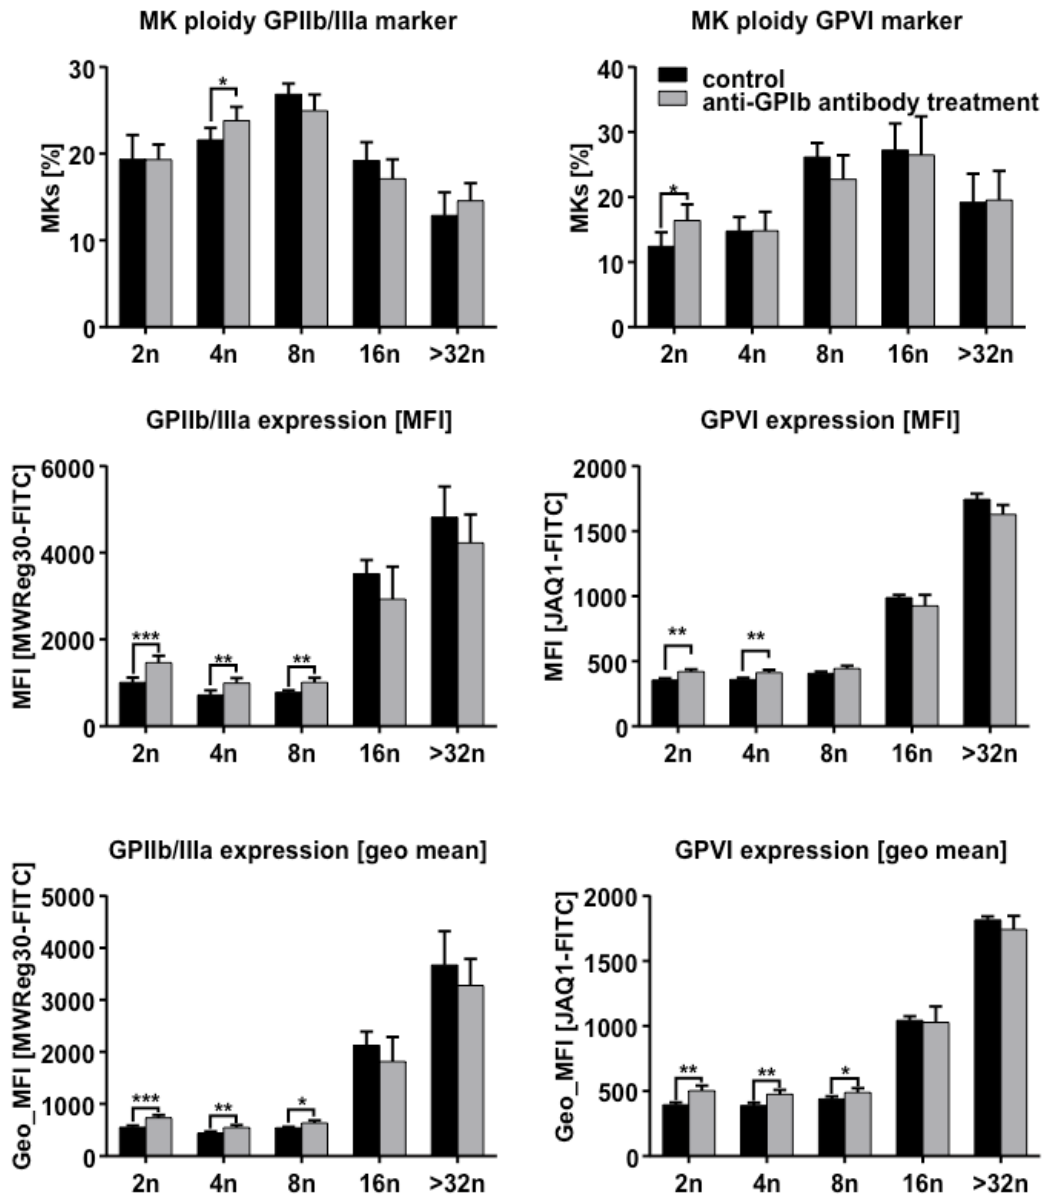 MK ploidy GPIIb/IIIa marker
MKs [%]
30
20
10
0
*
2n 4n 8n 16n >32n
MK ploidy GPVI marker
control
anti-GPIb antibody treatment
MKs [%]
40
30
20
10
0
*
2n 4n 8n 16n >32n
GPIIb/IIIa expression [MFI]
MFI [MWReg30-FITC]
6000
4000
2000
0
*** ** **
2n 4n 8n 16n >32n
GPVI expression [MFI]
MFI [JAQ1-FITC]
2000
1500
1000
500
0
** **
2n 4n 8n 16n >32n
GPIIb/IIIa expression [geo mean]
Geo_MFI [MWReg30-FITC]
5000
4000
3000
2000
1000
0
*** ** *
2n 4n 8n 16n >32n
GPVI expression [geo mean]
Geo_MFI [JAQ1-FITC]
2000
1500
1000
500
0
** ** *
2n 4n 8n 16n >32n